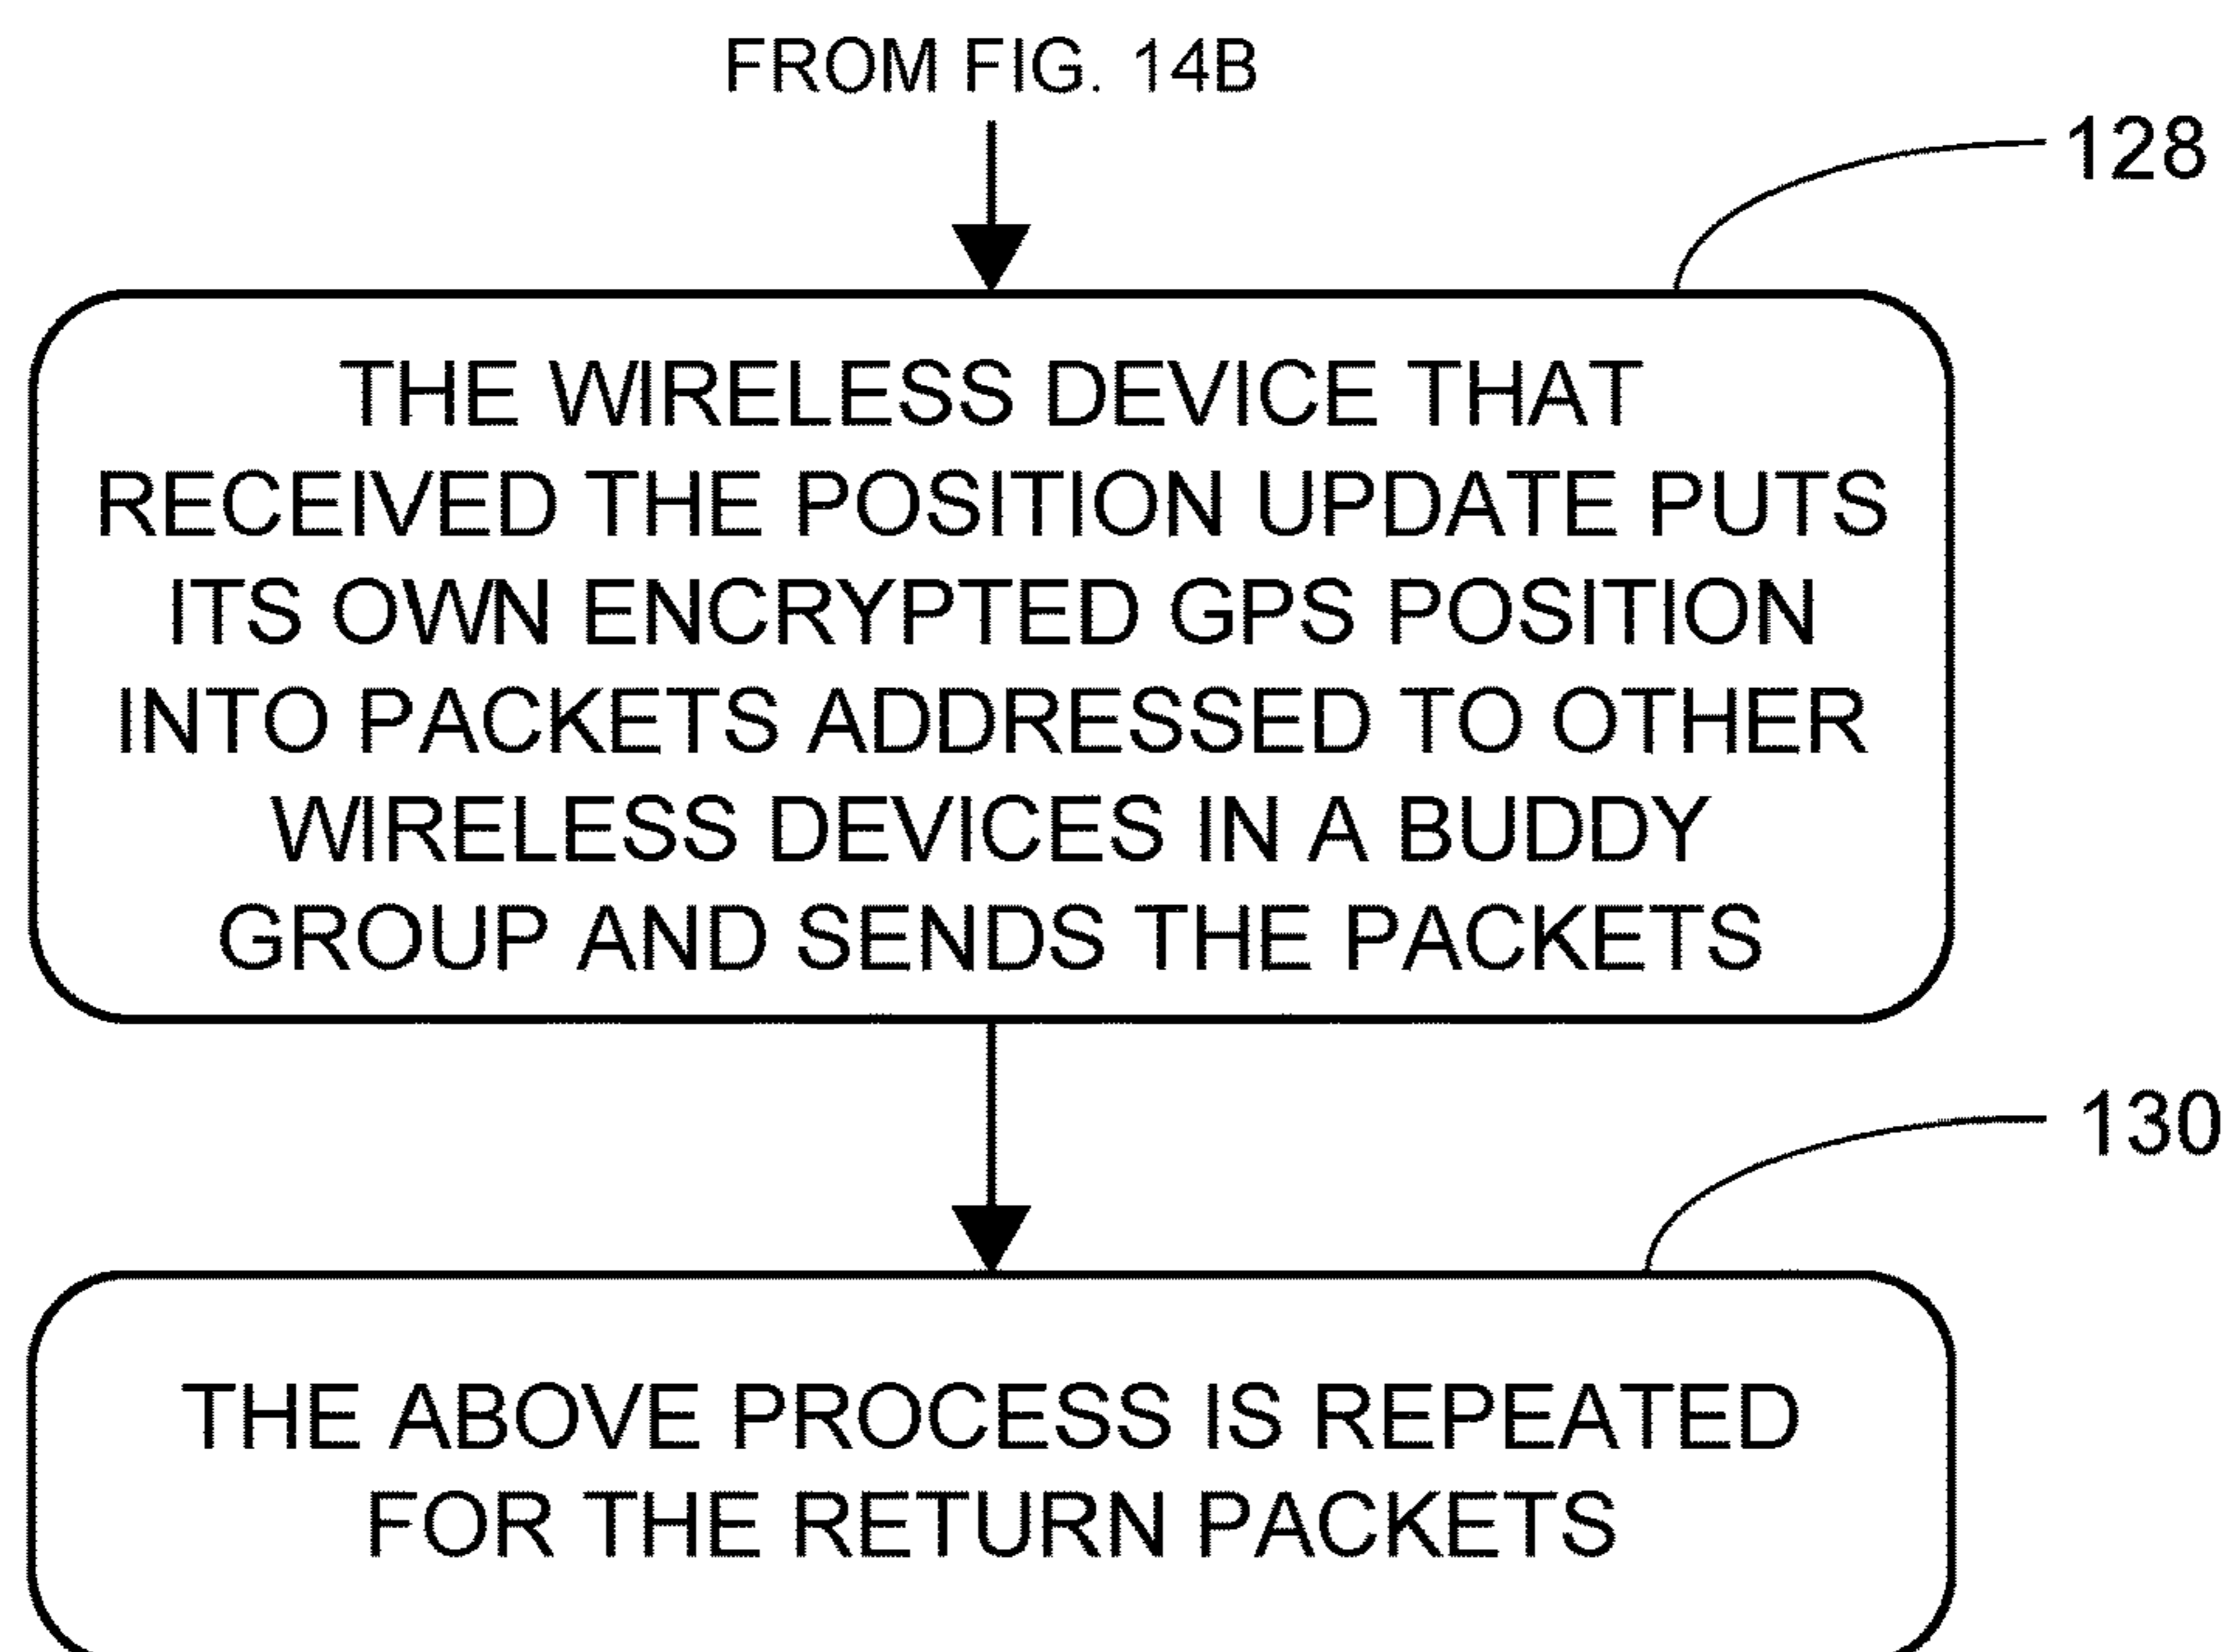 FROM FIG. 14B
128
THE WIRELESS DEVICE THAT
RECEIVED THE POSITION UPDATE PUTS
ITS OWN ENCRYPTED GPS POSITION
INTO PACKETS ADDRESSED TO OTHER
WIRELESS DEVICES IN A BUDDY
GROUP AND SENDS THE PACKETS
130
THE ABOVE PROCESS IS REPEATED
FOR THE RETURN PACKETS